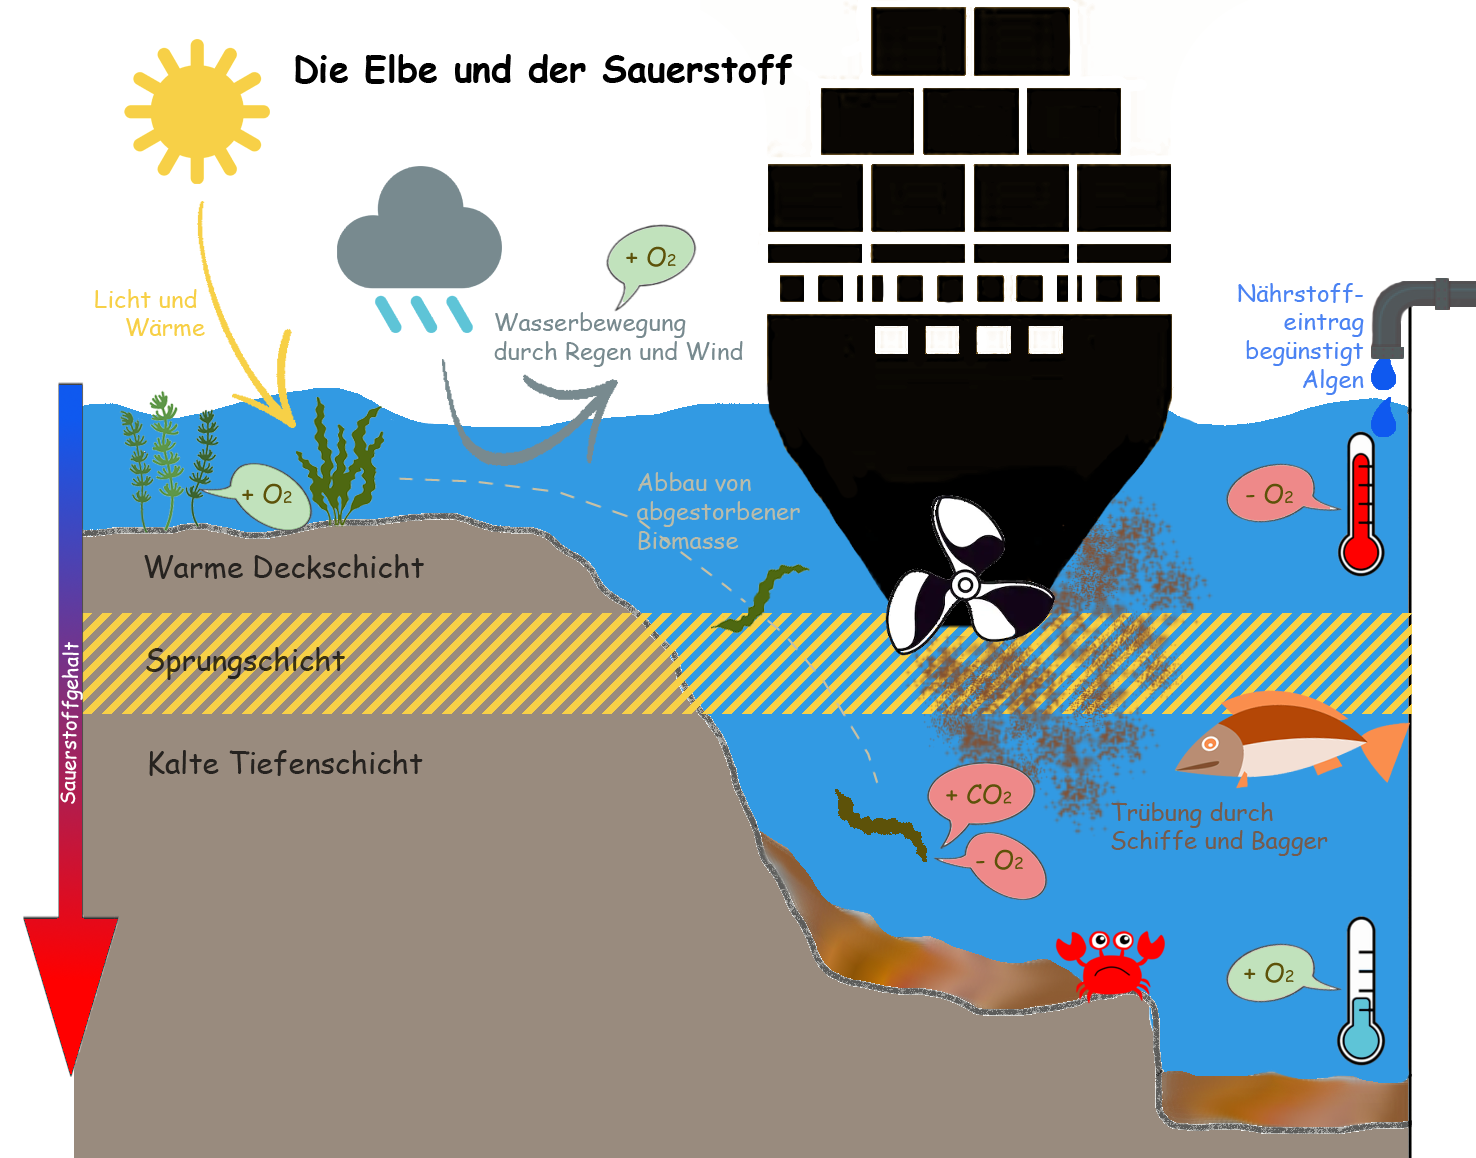 Die Elbe und der Sauerstoff
+ O2
Licht und
Wärme
Wasserbewegung
durch Regen und Wind
Nährstoff-
eintrag
begünstigt
Algen
+ O2
- O2
Abbau von
abgestorbener
Biomasse
Warme Deckschicht
Sprungschicht
Sauerstoffgehalt
Kalte Tiefenschicht
+ CO2
- O2
Trübung durch
Schiffe und Bagger
+ O2